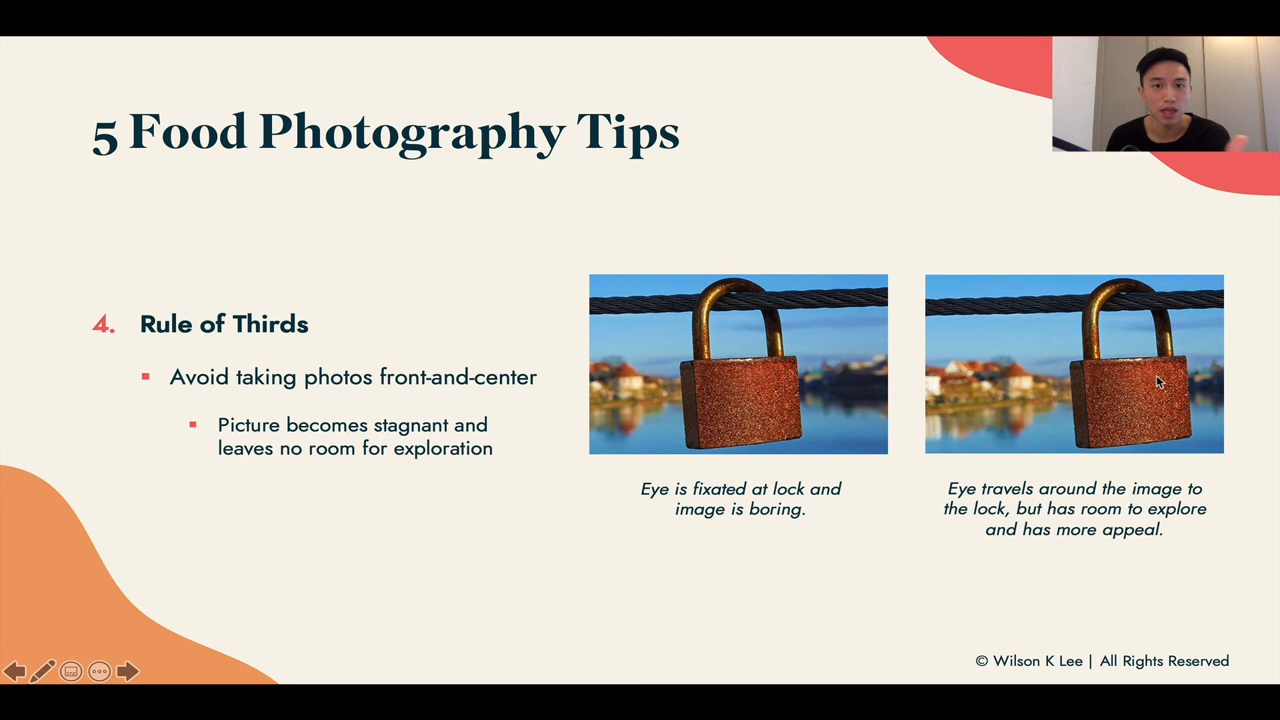 5 Food Photography Tips
4. Rule of Thirds
Avoid taking photos front-and-center
Picture becomes stagnant and
leaves no room for exploration
Eye is fixated at lock and
image is boring.
Eye travels around the image to
the lock, but has room to explore
and has more appeal.
© Wilson K Lee | All Rights Reserved